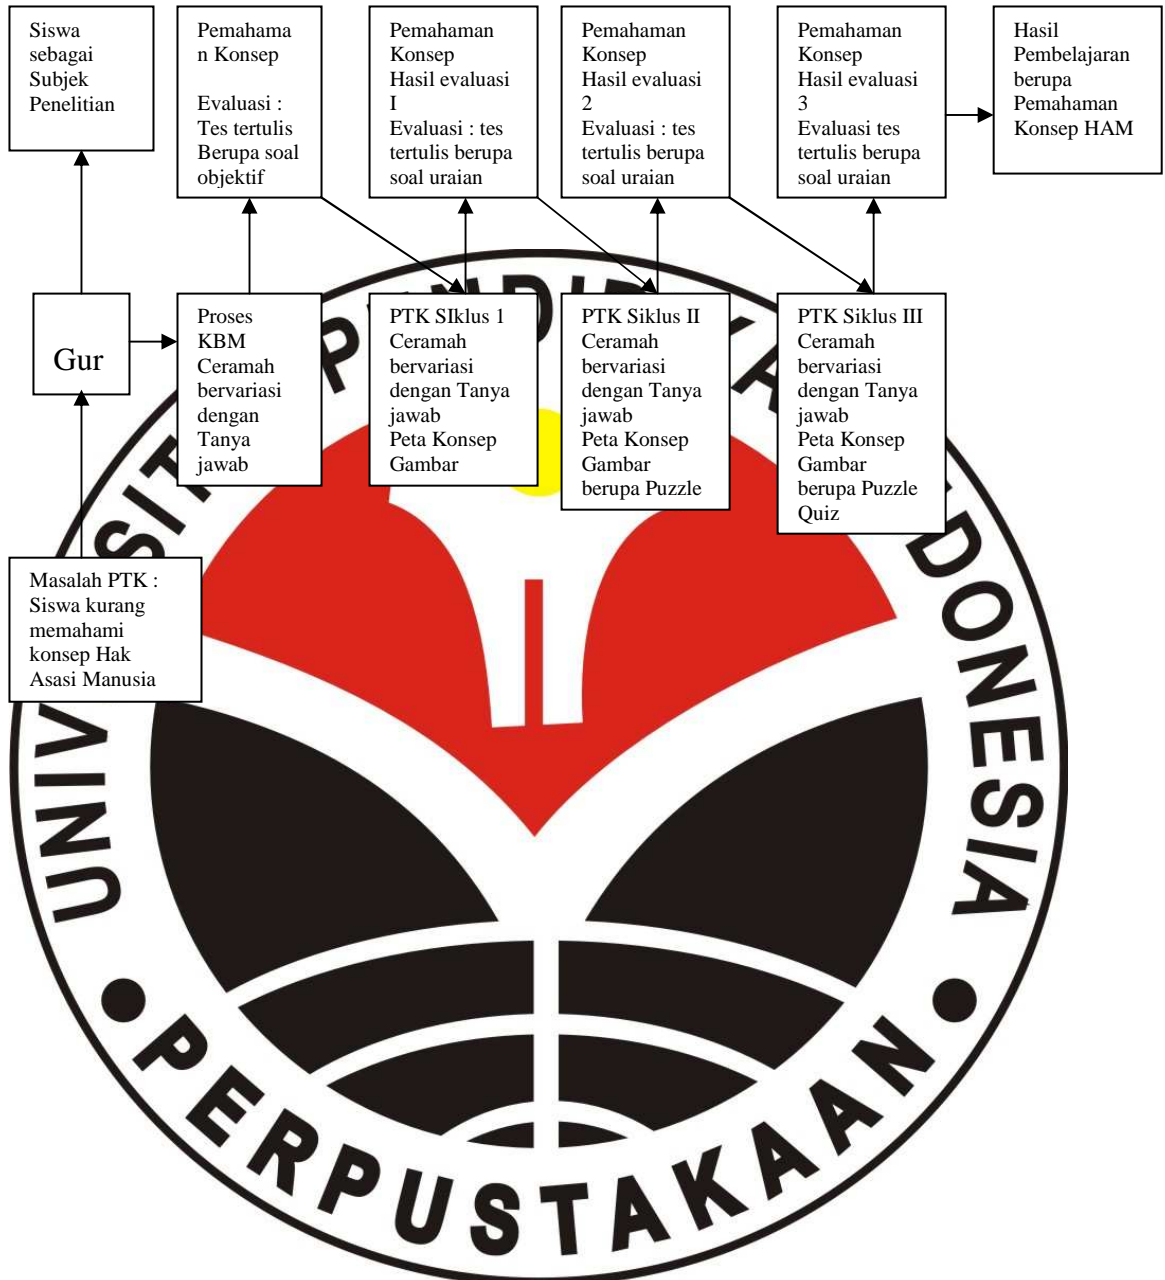 Siswa
sebagai
Subjek
Penelitian
Pemahama
n Konsep
Evaluasi :
Tes tertulis
Berupa soal
objektif
Pemahaman
Konsep
Hasil evaluasi
I
Evaluasi : tes
tertulis berupa
soal uraian
Pemahaman
Konsep
Hasil evaluasi
2
Evaluasi : tes
tertulis berupa
soal uraian
Pemahaman
Konsep
Hasil evaluasi
3
Evaluasi tes
tertulis berupa
soal uraian
Hasil
Pembelajaran
berupa
Pemahaman
Konsep HAM
Gur
Proses
KBM
Ceramah
bervariasi
dengan
Tanya
jawab
PTK SIklus 1
Ceramah
bervariasi
dengan Tanya
jawab
Peta Konsep
Gambar
PTK Siklus II
Ceramah
bervariasi
dengan Tanya
jawab
Peta Konsep
Gambar
berupa Puzzle
PTK Siklus III
Ceramah
bervariasi
dengan Tanya
jawab
Peta Konsep
Gambar
berupa Puzzle
Quiz
Masalah PTK :
Siswa kurang
memahami
konsep Hak
Asasi Manusia
PERPUSTAKAAN